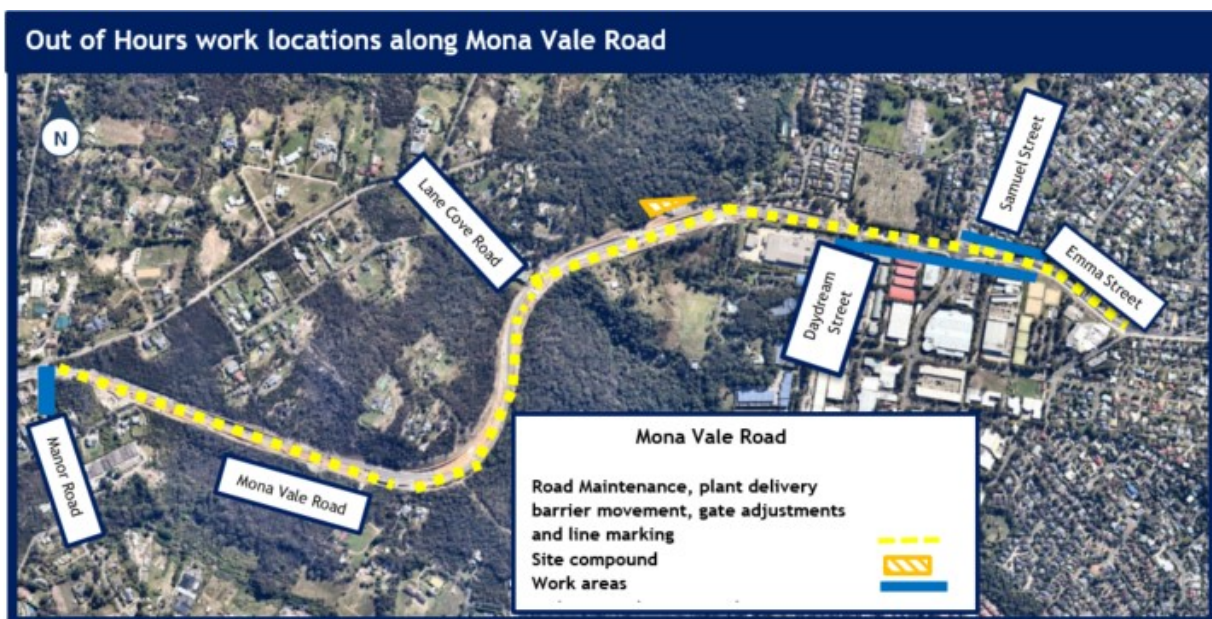 Out of Hours work locations along Mona Vale Road
N
Samuel Street
Lane Cove Road
Emma Street
Daydream
Street
Manor Road
Mona Vale Road
Mona Vale Road
Road Maintenance, plant delivery
barrier movement, gate adjustments
and line marking
Site compound
Work areas